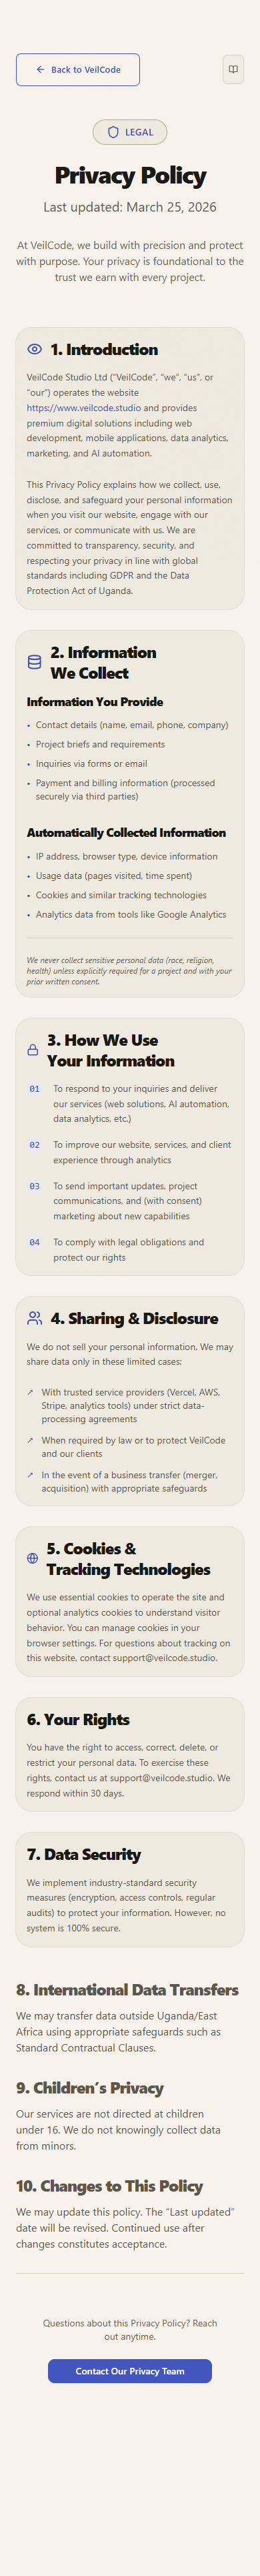 Back to VeilCode
LEGAL
Privacy Policy
Last updated: March 25, 2026
At VeilCode, we build with precision and protect
with purpose. Your privacy is foundational to the
trust we earn with every project.
1. Introduction
VeilCode Studio Ltd ("VeilCode", "we", "us", or
"our") operates the website
https://www.veilcode.studio and provides
premium digital solutions including web
development, mobile applications, data analytics,
marketing, and AI automation.
This Privacy Policy explains how we collect, use,
disclose, and safeguard your personal information
when you visit our website, engage with our
services, or communicate with us. We are
committed to transparency, security, and
respecting your privacy in line with global
standards including GDPR and the Data
Protection Act of Uganda.
2. Information
We Collect
Information You Provide
• Contact details (name, email, phone, company)
• Project briefs and requirements
• Inquiries via forms or email
• Payment and billing information (processed
securely via third parties)
Automatically Collected Information
• IP address, browser type, device information
• Usage data (pages visited, time spent)
• Cookies and similar tracking technologies
• Analytics data from tools like Google Analytics
We never collect sensitive personal data (race, religion,
health) unless explicitly required for a project and with your
prior written consent.
3. How We Use
Your Information
01 To respond to your inquiries and deliver
our services (web solutions, AI automation,
data analytics, etc.)
02 To improve our website, services, and client
experience through analytics
03 To send important updates, project
communications, and (with consent)
marketing about new capabilities
04 To comply with legal obligations and
protect our rights
4. Sharing & Disclosure
We do not sell your personal information. We may
share data only in these limited cases:
↗ With trusted service providers (Vercel, AWS,
Stripe, analytics tools) under strict data-
processing agreements
↗ When required by law or to protect VeilCode
and our clients
↗ In the event of a business transfer (merger,
acquisition) with appropriate safeguards
5. Cookies &
Tracking Technologies
We use essential cookies to operate the site and
optional analytics cookies to understand visitor
behavior. You can manage cookies in your
browser settings. For questions about tracking on
this website, contact support@veilcode.studio.
6. Your Rights
You have the right to access, correct, delete, or
restrict your personal data. To exercise these
rights, contact us at support@veilcode.studio. We
respond within 30 days.
7. Data Security
We implement industry-standard security
measures (encryption, access controls, regular
audits) to protect your information. However, no
system is 100% secure.
8. International Data Transfers
We may transfer data outside Uganda/East
Africa using appropriate safeguards such as
Standard Contractual Clauses.
9. Children's Privacy
Our services are not directed at children
under 16. We do not knowingly collect data
from minors.
10. Changes to This Policy
We may update this policy. The "Last updated"
date will be revised. Continued use after
changes constitutes acceptance.
Questions about this Privacy Policy? Reach
out anytime.
Contact Our Privacy Team